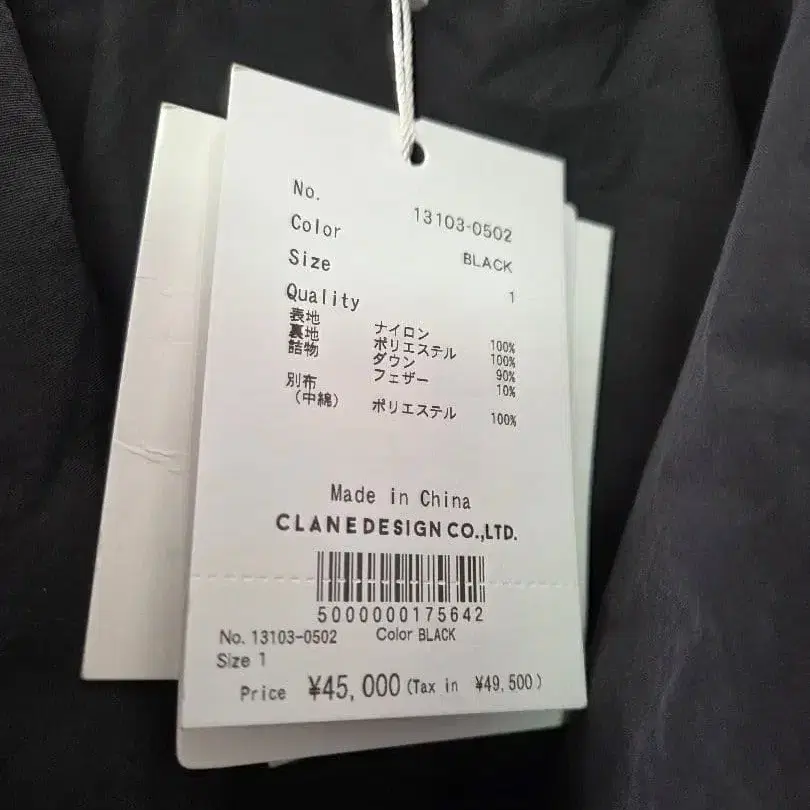 No. 13103-0502
Color BLACK
Size 1
Quality
表地 ナイロン 100%
裏地 ポリエステル 100%
詰物 ダウン 90%
フェザー 10%
別布
（中綿） ポリエステル 100%
Made in China
CLANEDESIGN CO.,LTD.
5000000175642
No. 13103-0502 Color BLACK
Size 1
Price ¥45,000 (Tax in ¥49,500)